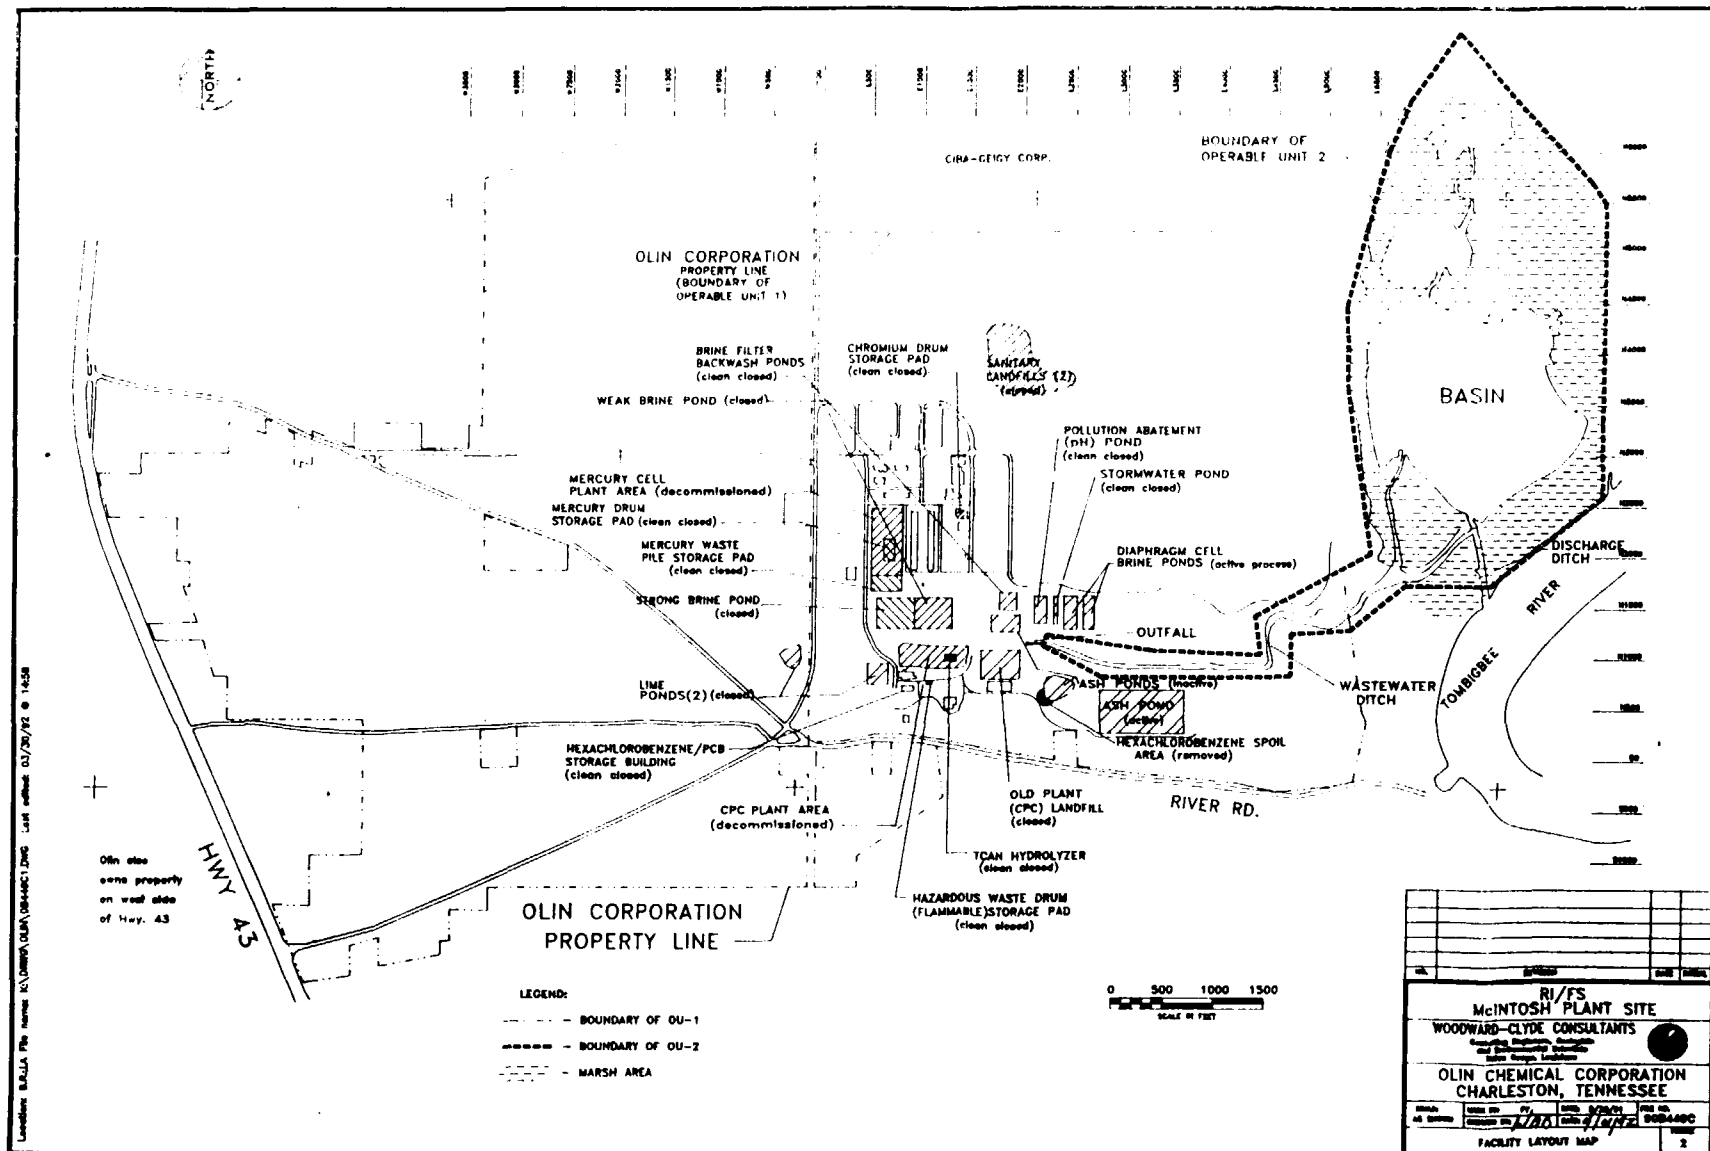 NORTH
CIBA-GEIGY CORP.
BOUNDARY OF
OPERABLE UNIT 2
OLIN CORPORATION
PROPERTY LINE
(BOUNDARY OF
OPERABLE UNIT 1)
BRINE FILTER
BACKWASH PONDS
(clean closed)
CHROMIUM DRUM
STORAGE PAD
(clean closed)
SANITARY
LANDFILLS (2)
(closed)
WEAK BRINE POND (closed)
BASIN
POLLUTION ABATEMENT
(pH) POND
(clean closed)
STORMWATER POND
(clean closed)
MERCURY CELL
PLANT AREA (decommissioned)
MERCURY DRUM
STORAGE PAD (clean closed)
MERCURY WASTE
PILE STORAGE PAD
(clean closed)
DIAPHRAGM CELL
BRINE PONDS (active process)
DISCHARGE
DITCH
STRONG BRINE POND
(closed)
OUTFALL
TOMBIGBEE
RIVER
LIME
PONDS(2) (closed)
ASH PONDS (inactive)
ASH POND
(active)
WASTEWATER
DITCH
HEXACHLOROBENZENE/PCB
STORAGE BUILDING
(clean closed)
HEXACHLOROBENZENE SPOIL
AREA (removed)
CPC PLANT AREA
(decommissioned)
OLD PLANT
(CPC) LANDFILL
(closed)
RIVER RD.
TCAN HYDROLYZER
(clean closed)
HAZARDOUS WASTE DRUM
(FLAMMABLE)STORAGE PAD
(clean closed)
Olin also
owns property
on west side
of Hwy. 43
HWY 43
OLIN CORPORATION
PROPERTY LINE
LEGEND:
- BOUNDARY OF OU-1
- BOUNDARY OF OU-2
- MARSH AREA
0 500 1000 1500
SCALE IN FEET
RI/FS
McINTOSH PLANT SITE
WOODWARD-CLYDE CONSULTANTS
OLIN CHEMICAL CORPORATION
CHARLESTON, TENNESSEE
FACILITY LAYOUT MAP
2